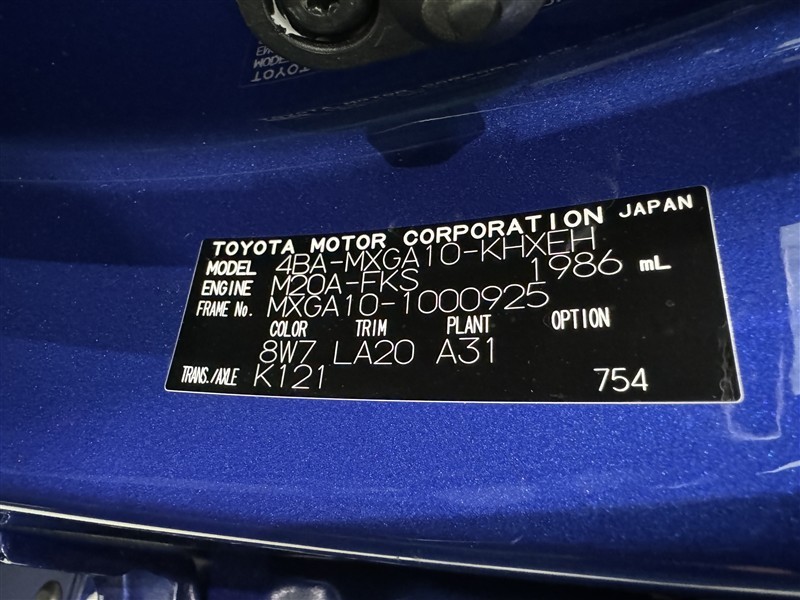 TOYOTA MOTOR CORPORATION JAPAN
MODEL 4BA-MXGA10-KHXEH
ENGINE M20A-FKS 1986 mL
FRAME No. MXGA10-1000925
COLOR TRIM PLANT OPTION
8W7 LA20 A31
TRANS./AXLE K121 754